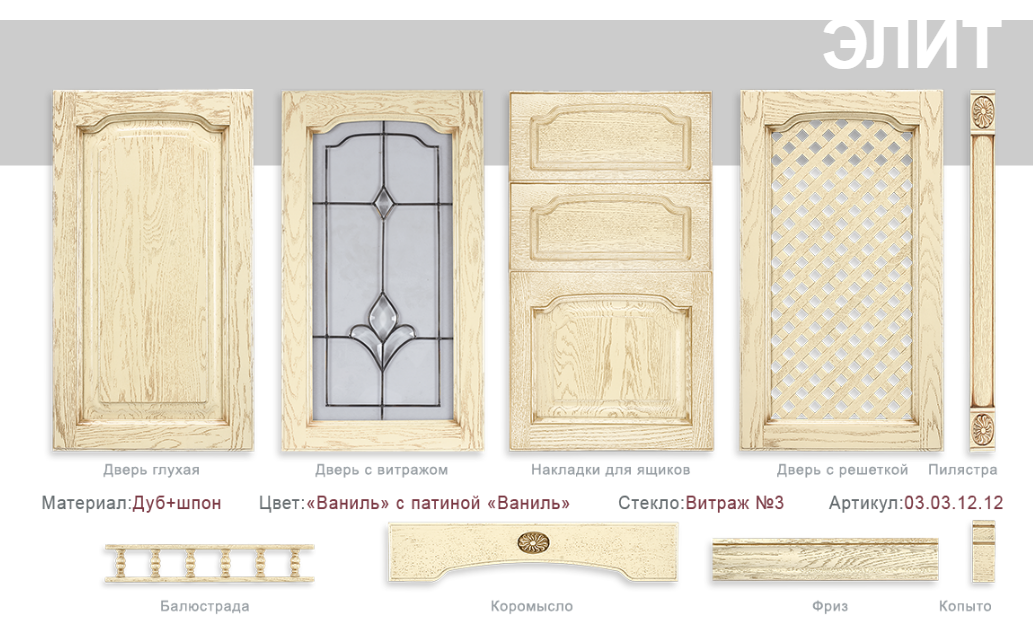 ЭЛИТ
Дверь глухая
Дверь с витражом
Накладки для ящиков
Дверь с решеткой
Пилястра
Материал:Дуб+шпон
Цвет:«Ваниль» с патиной «Ваниль»
Стекло:Витраж №3
Артикул:03.03.12.12
Балюстрада
Коромысло
Фриз
Копыто